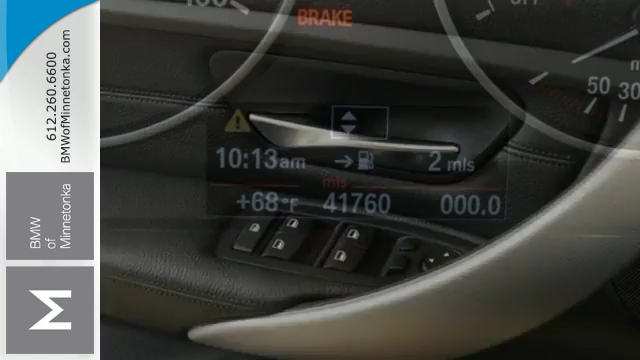 BRAKE
50 30
10:13am
2 mls
mls
+68°F
41760
000.0
612.260.6600
BMWofMinnetonka.com
BMW
of
Minnetonka
M